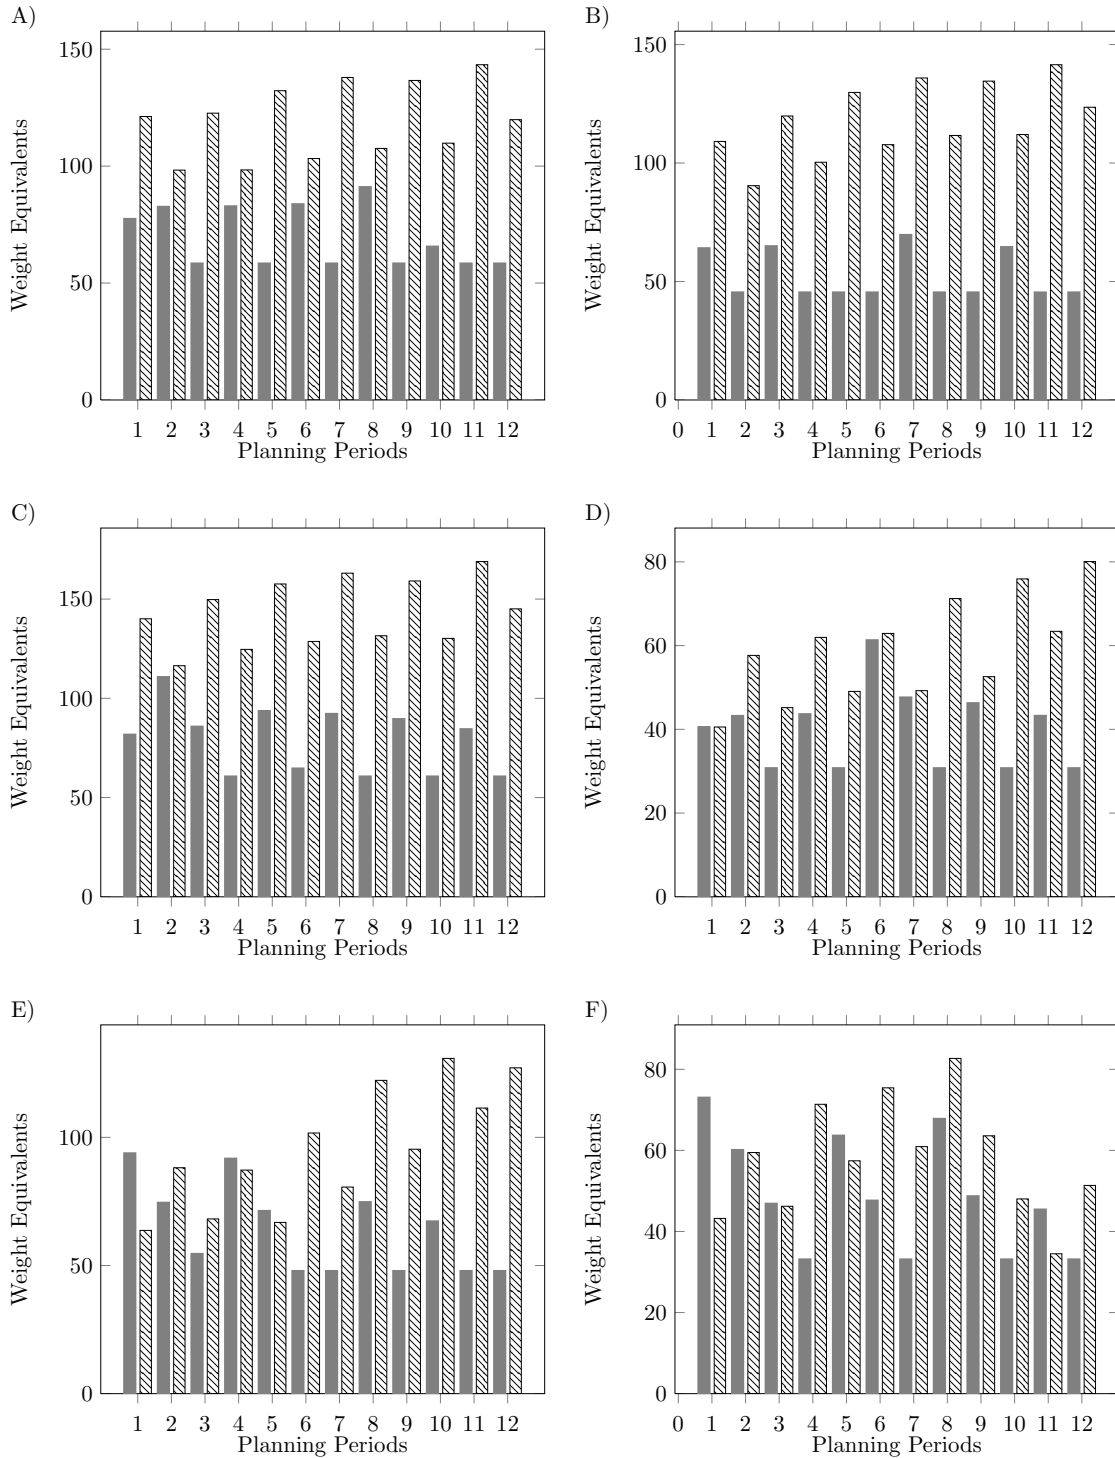 A)
150
100
50
0
Weight Equivalents
1 2 3 4 5 6 7 8 9 10 11 12
Planning Periods
B)
150
100
50
0
Weight Equivalents
0 1 2 3 4 5 6 7 8 9 10 11 12
Planning Periods
C)
150
100
50
0
Weight Equivalents
1 2 3 4 5 6 7 8 9 10 11 12
Planning Periods
D)
80
60
40
20
0
Weight Equivalents
1 2 3 4 5 6 7 8 9 10 11 12
Planning Periods
E)
100
50
0
Weight Equivalents
1 2 3 4 5 6 7 8 9 10 11 12
Planning Periods
F)
80
60
40
20
0
Weight Equivalents
0 1 2 3 4 5 6 7 8 9 10 11 12
Planning Periods